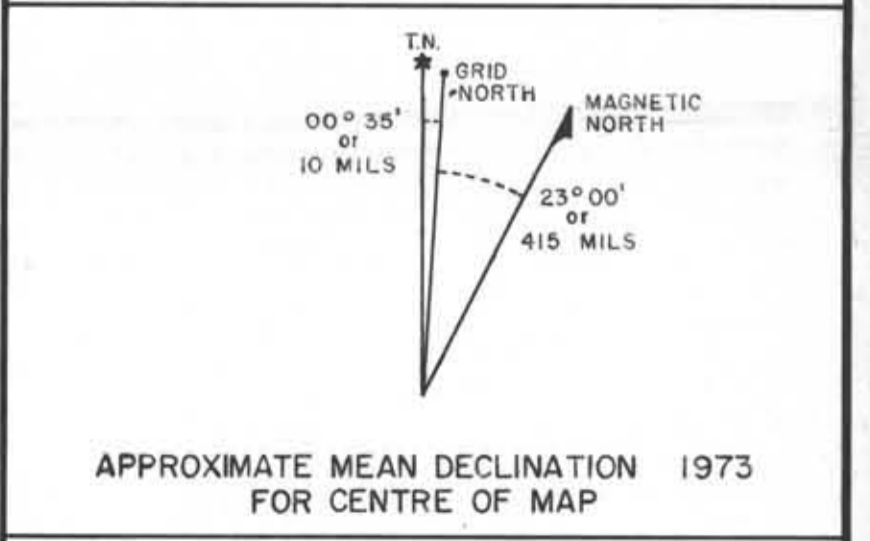 T.N.
GRID
NORTH
MAGNETIC
NORTH
00° 35'
or
10 MILS
23° 00'
or
415 MILS
APPROXIMATE MEAN DECLINATION 1973
FOR CENTRE OF MAP